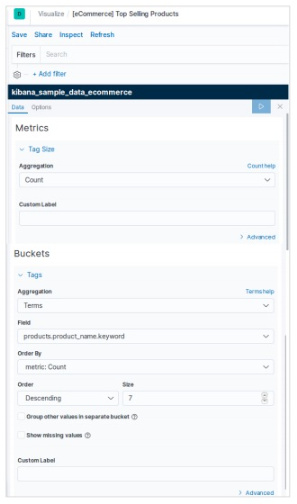 D Visualize / [eCommerce] Top Selling Products
Save Share Inspect Refresh
Filters Search
+ Add filter
kibana_sample_data_ecommerce
Data Options
Metrics
Tag Size
Aggregation Count help
Count
Custom Label
> Advanced
Buckets
Tags
Aggregation Terms help
Terms
Field
products.product_name.keyword
Order By
metric: Count
Order Size
Descending 7
Group other values in separate bucket
Show missing values
Custom Label
> Advanced